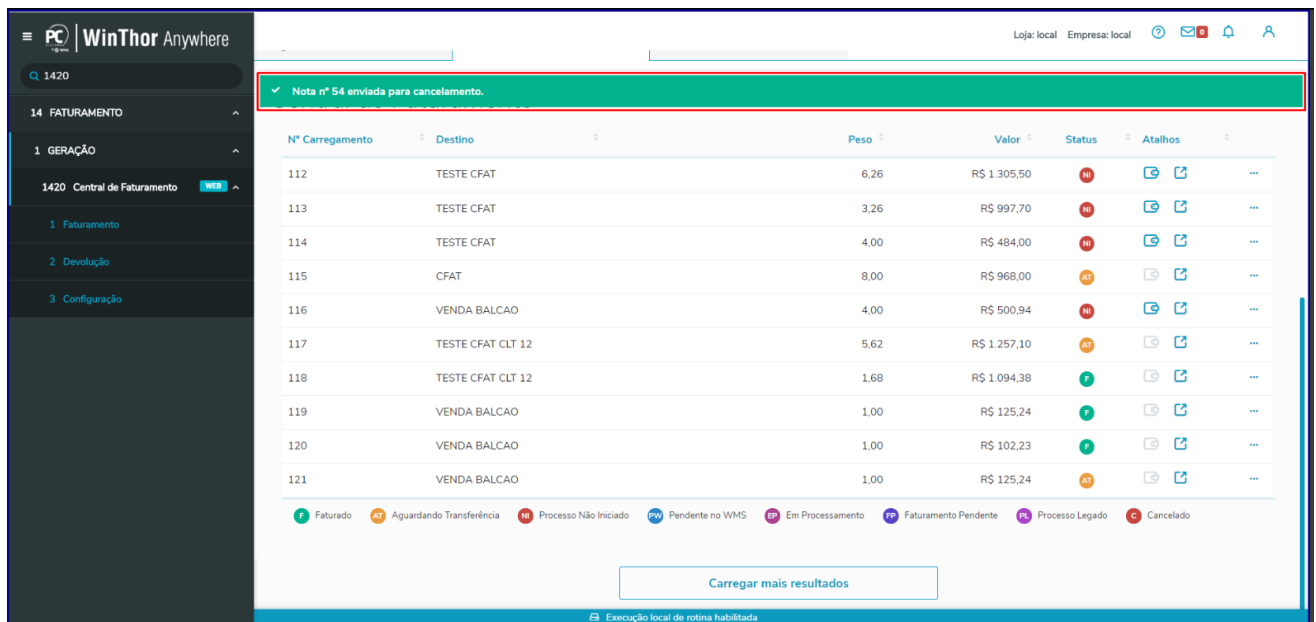 PC WinThor Anywhere
Loja: local Empresa: local 0
1420
Nota nº 54 enviada para cancelamento.
14 FATURAMENTO
1 GERAÇÃO
1420 Central de Faturamento WEB
1 Faturamento
2 Devolução
3 Configuração
Nº Carregamento Destino Peso Valor Status Atalhos
112 TESTE CFAT 6,26 R$ 1.305,50 NI ...
113 TESTE CFAT 3,26 R$ 997,70 NI ...
114 TESTE CFAT 4,00 R$ 484,00 NI ...
115 CFAT 8,00 R$ 968,00 AT ...
116 VENDA BALCAO 4,00 R$ 500,94 NI ...
117 TESTE CFAT CLT 12 5,62 R$ 1.257,10 AT ...
118 TESTE CFAT CLT 12 1,68 R$ 1.094,38 F ...
119 VENDA BALCAO 1,00 R$ 125,24 F ...
120 VENDA BALCAO 1,00 R$ 102,23 F ...
121 VENDA BALCAO 1,00 R$ 125,24 AT ...
F Faturado AT Aguardando Transferência NI Processo Não Iniciado PW Pendente no WMS EP Em Processamento FP Faturamento Pendente PL Processo Legado C Cancelado
Carregar mais resultados
Execução local de rotina habilitada